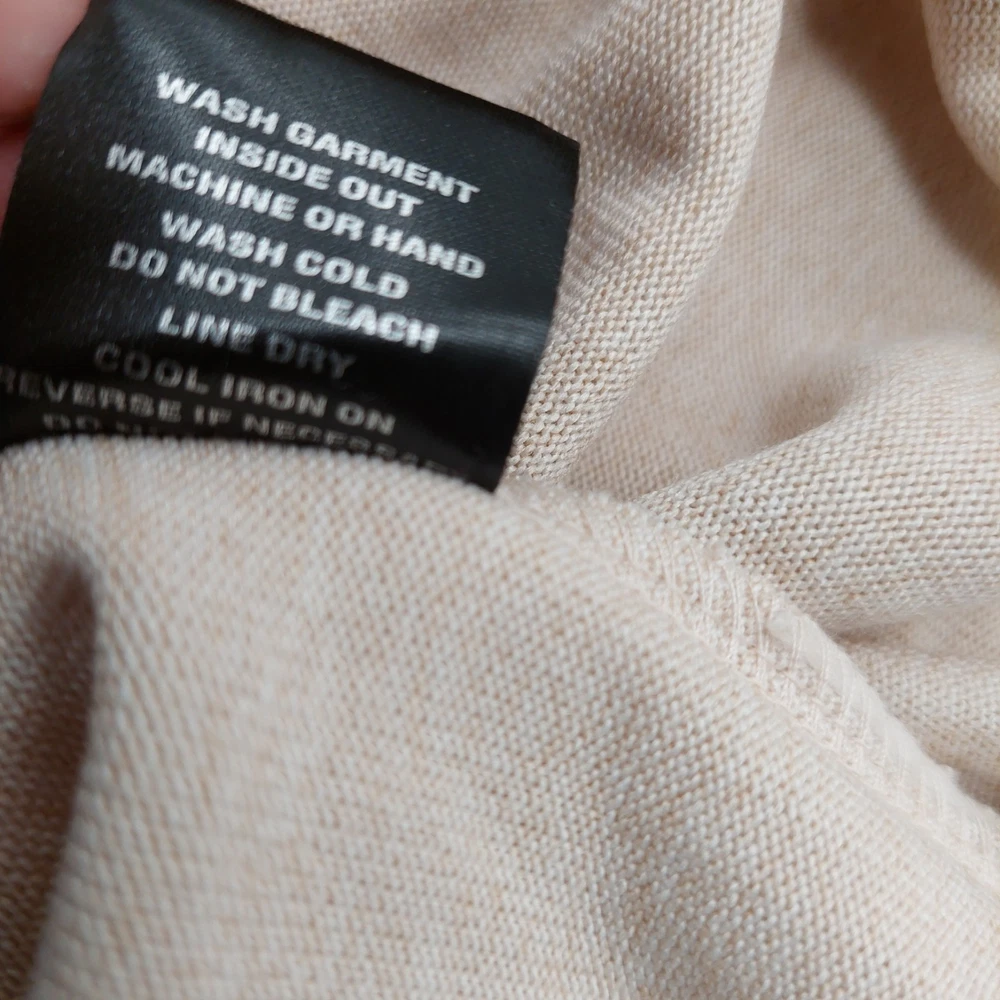 WASH GARMENT
INSIDE OUT
MACHINE OR HAND
WASH COLD
DO NOT BLEACH
LINE DRY
COOL IRON ON
REVERSE IF